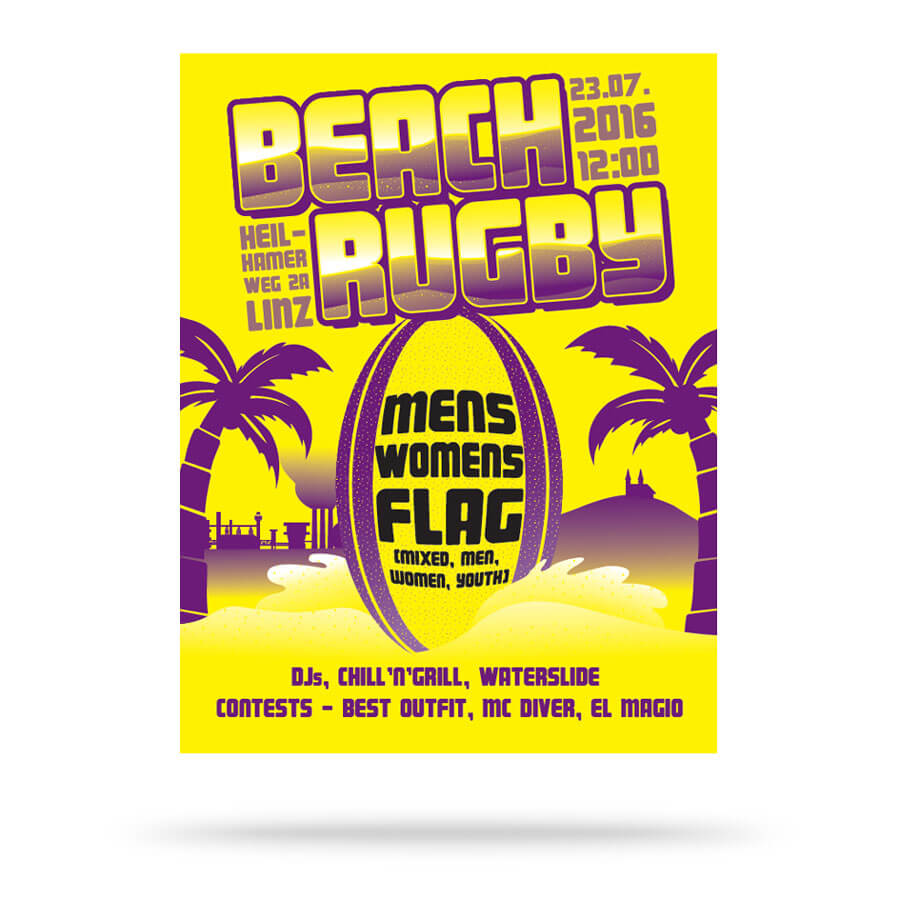 BEACH
23.07.
2016
12:00
RUGBY
HEIL-
HAMER
WEG 2A
LINZ
MENS
WOMENS
FLAG
(MIXED, MEN,
WOMEN, YOUTH)
DJs, CHILL'N'GRILL, WATERSLIDE
CONTESTS - BEST OUTFIT, MC DIVER, EL MAGIO